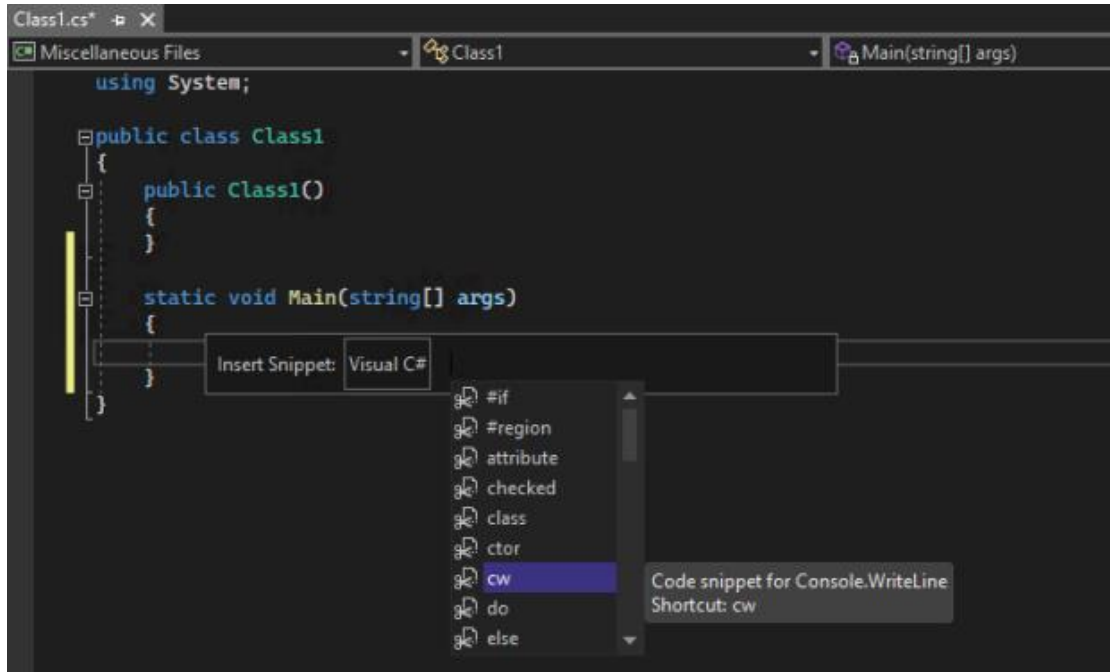 Class1.cs*
Miscellaneous Files Class1 Main(string[] args)
using System;
public class Class1
{
public Class1()
{
}
static void Main(string[] args)
{
Insert Snippet: Visual C#
}
}
#if
#region
attribute
checked
class
ctor
cw
Code snippet for Console.WriteLine
Shortcut: cw
do
else